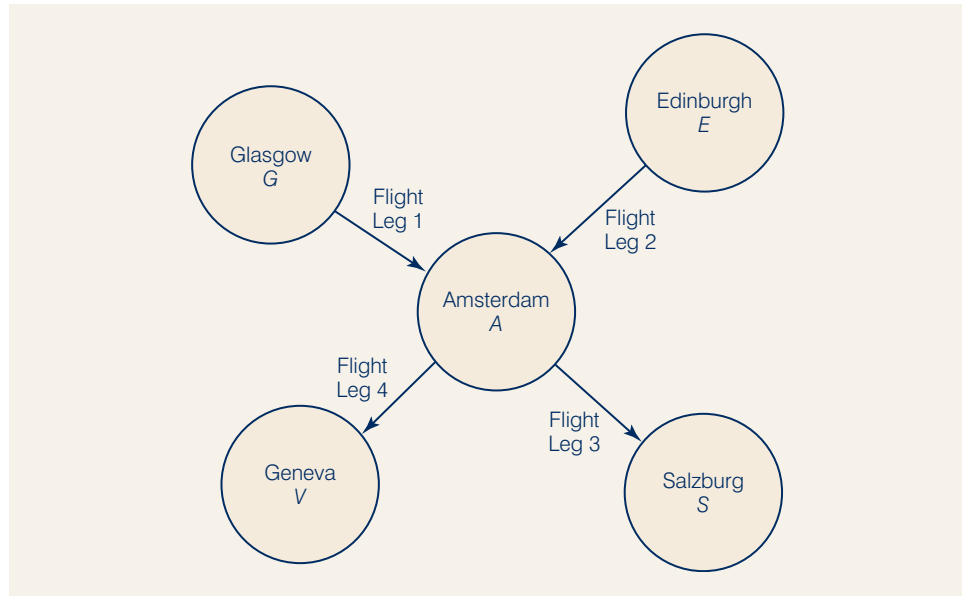 Edinburgh
E
Glasgow
G
Flight
Leg 1
Flight
Leg 2
Amsterdam
A
Flight
Leg 4
Flight
Leg 3
Geneva
V
Salzburg
S